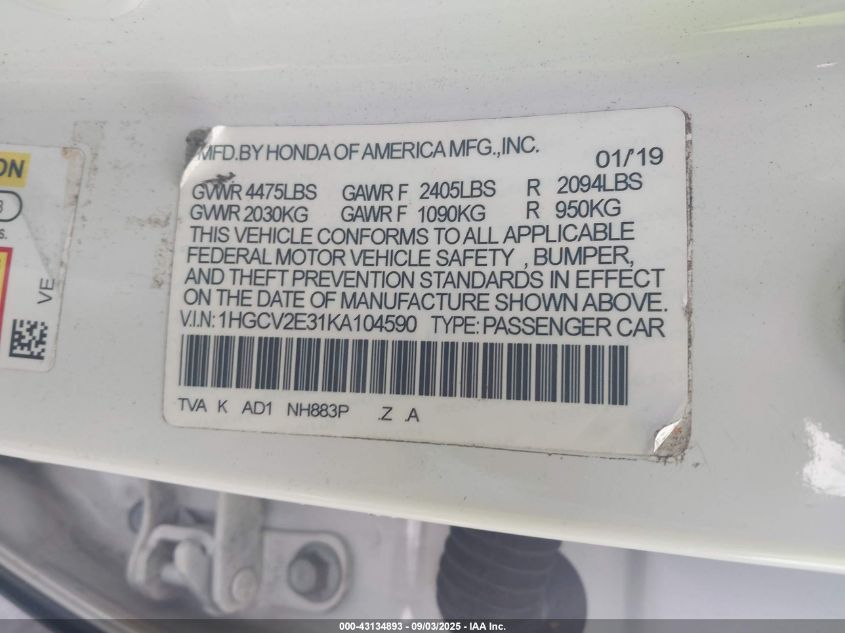 MFD.BY HONDA OF AMERICA MFG.,INC. 01/'19
GVWR 4475LBS GAWR F 2405LBS R 2094LBS
GVWR 2030KG GAWR F 1090KG R 950KG
THIS VEHICLE CONFORMS TO ALL APPLICABLE
FEDERAL MOTOR VEHICLE SAFETY , BUMPER,
AND THEFT PREVENTION STANDARDS IN EFFECT
ON THE DATE OF MANUFACTURE SHOWN ABOVE.
V.I.N: 1HGCV2E31KA104590 TYPE: PASSENGER CAR
TVA K AD1 NH883P .Z .A
VE
000-43134893 - 09/03/2025 - IAA Inc.